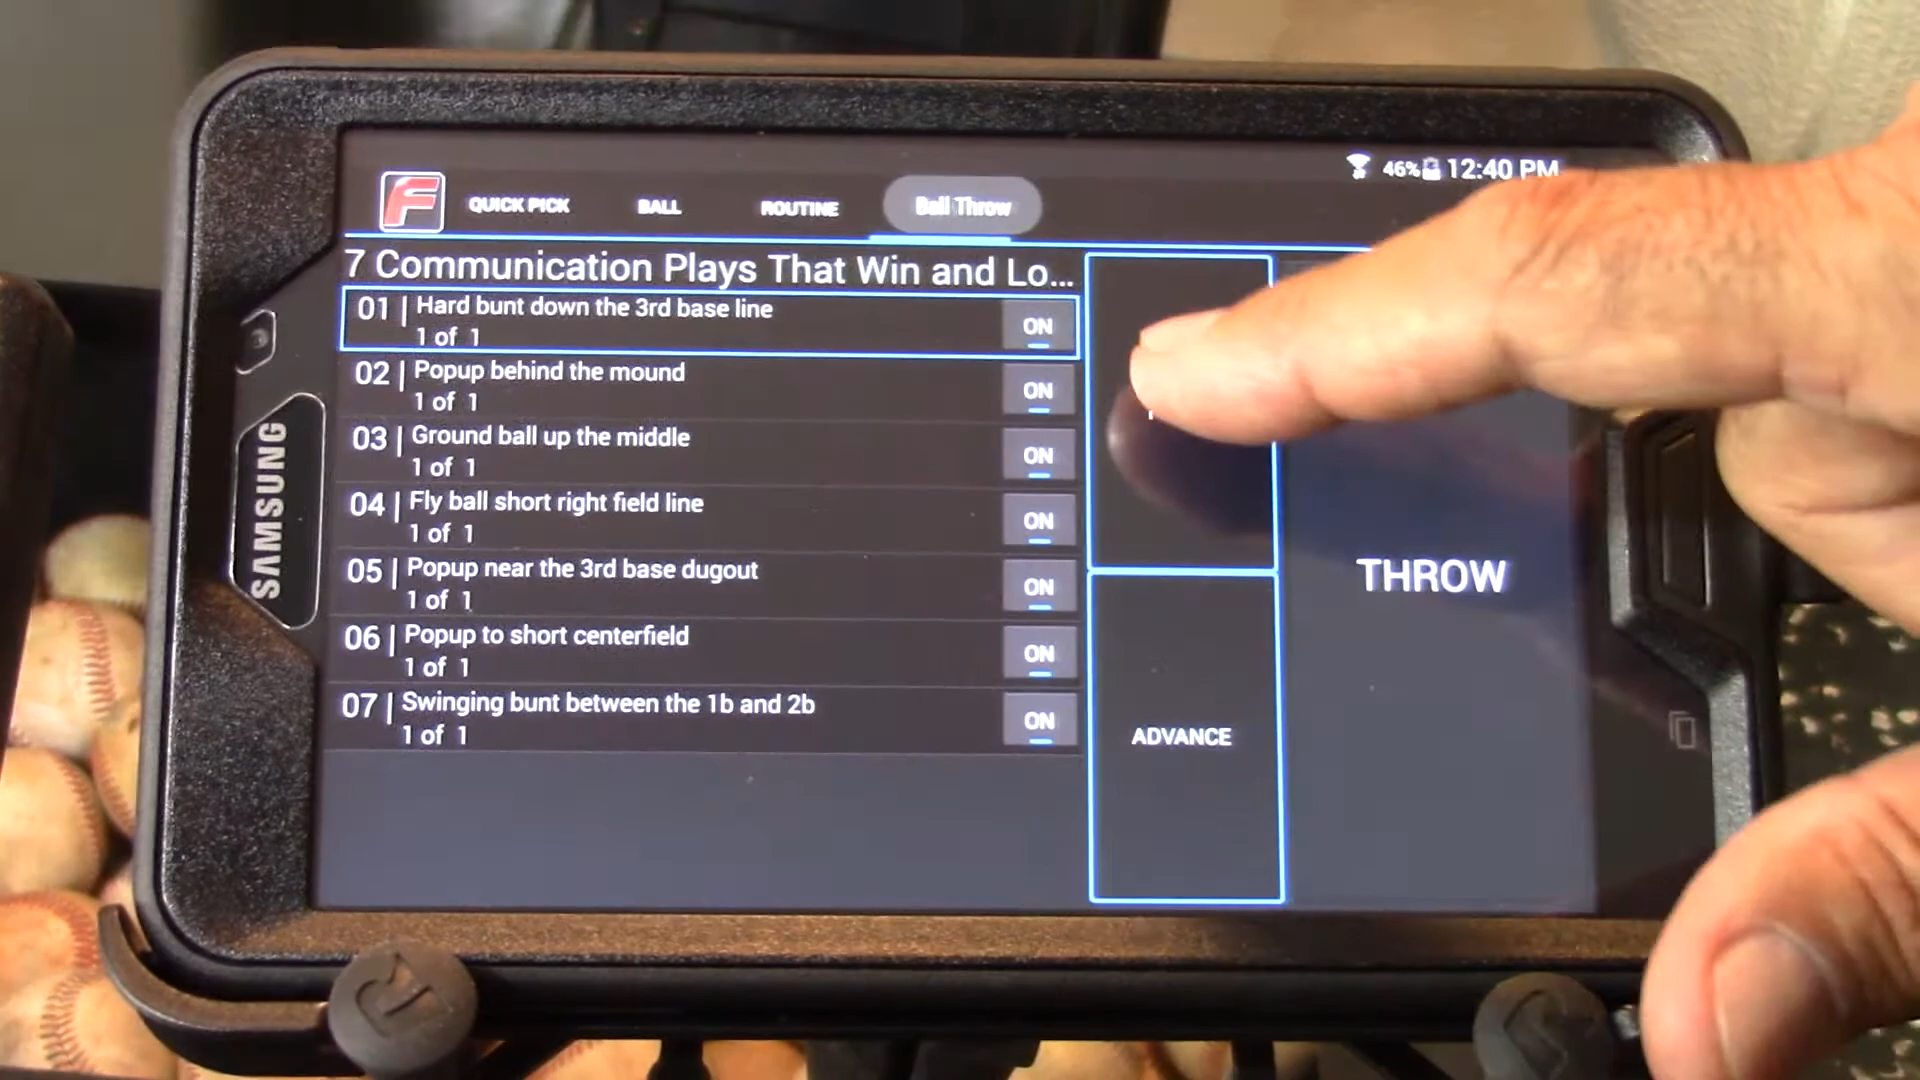 46% 12:40 PM
F QUICK PICK BALL ROUTINE Ball Throw
7 Communication Plays That Win and Lo...
01 | Hard bunt down the 3rd base line
1 of 1
ON
02 | Popup behind the mound
1 of 1
ON
03 | Ground ball up the middle
1 of 1
ON
04 | Fly ball short right field line
1 of 1
ON
05 | Popup near the 3rd base dugout
1 of 1
ON
06 | Popup to short centerfield
1 of 1
ON
07 | Swinging bunt between the 1b and 2b
1 of 1
ON
ADVANCE
THROW
SAMSUNG
R